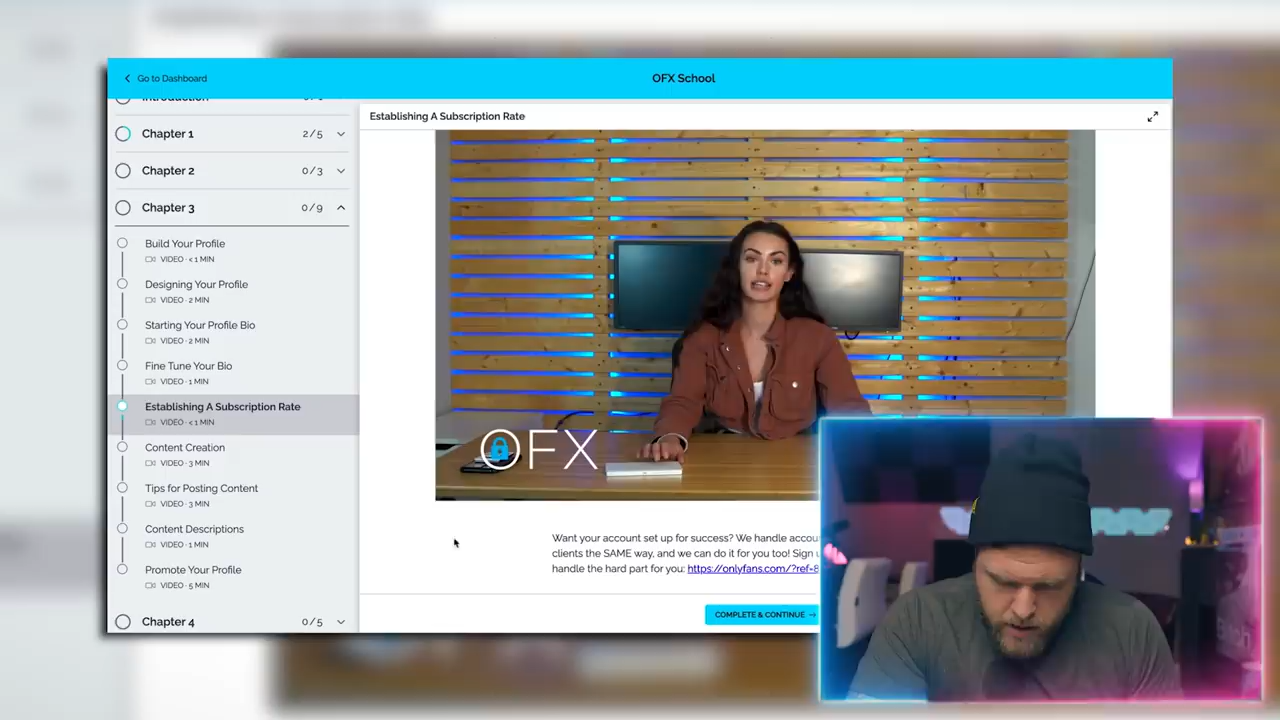 Go to Dashboard
OFX School
Introduction
Chapter 1
2/5
Chapter 2
0/3
Chapter 3
0/9
Build Your Profile
VIDEO · < 1 MIN
Designing Your Profile
VIDEO · 2 MIN
Starting Your Profile Bio
VIDEO · 2 MIN
Fine Tune Your Bio
VIDEO · 1 MIN
Establishing A Subscription Rate
VIDEO · < 1 MIN
Content Creation
VIDEO · 3 MIN
Tips for Posting Content
VIDEO · 3 MIN
Content Descriptions
VIDEO · 1 MIN
Promote Your Profile
VIDEO · 5 MIN
Chapter 4
0/5
Establishing A Subscription Rate
OFX
Want your account set up for success? We handle
clients the SAME way, and we can do it for you too! Sign
handle the hard part for you: https://onlyfans.com/?ref=
COMPLETE & CONTINUE →